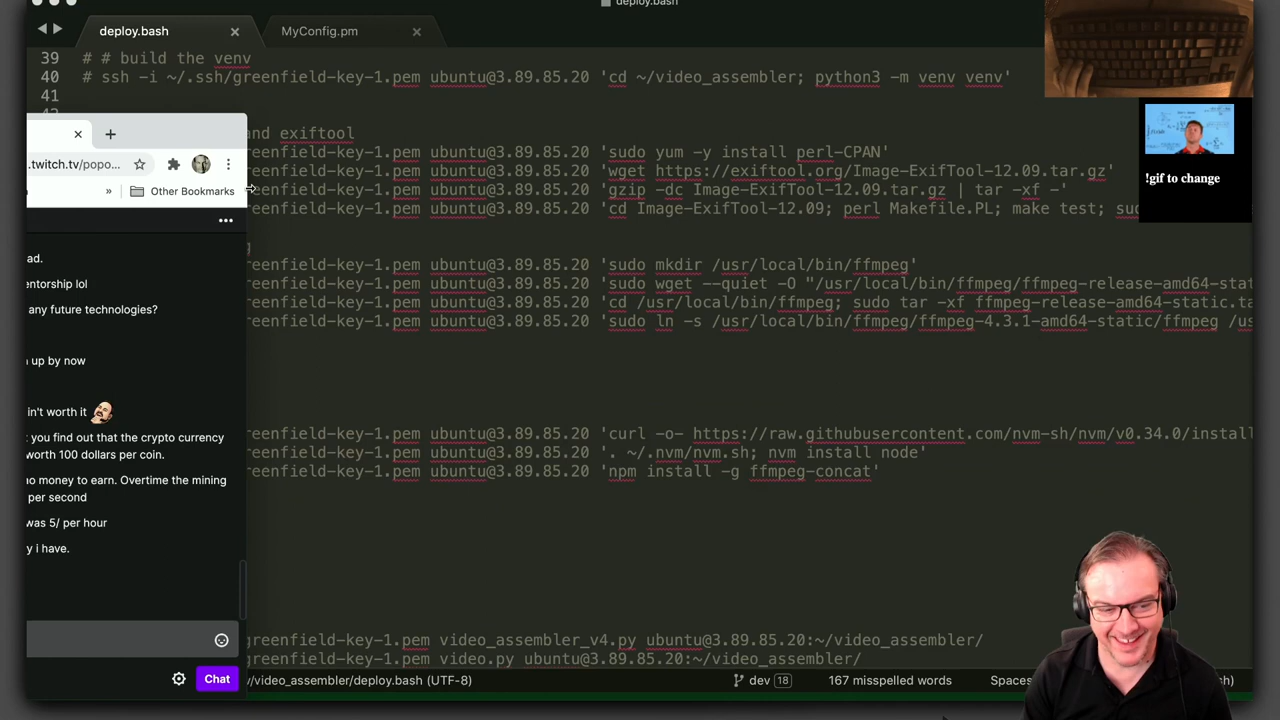 deploy.bash
deploy.bash
MyConfig.pm
39 # # build the venv
40 # ssh -i ~/.ssh/greenfield-key-1.pem ubuntu@3.89.85.20 'cd ~/video_assembler; python3 -m venv venv'
41
and exiftool
greenfield-key-1.pem ubuntu@3.89.85.20 'sudo yum -y install perl-CPAN'
reenfield-key-1.pem ubuntu@3.89.85.20 'wget https://exiftool.org/Image-ExifTool-12.09.tar.gz'
reenfield-key-1.pem ubuntu@3.89.85.20 'gzip -dc Image-ExifTool-12.09.tar.gz | tar -xf -'
reenfield-key-1.pem ubuntu@3.89.85.20 'cd Image-ExifTool-12.09; perl Makefile.PL; make test; sud
g
reenfield-key-1.pem ubuntu@3.89.85.20 'sudo mkdir /usr/local/bin/ffmpeg'
reenfield-key-1.pem ubuntu@3.89.85.20 'sudo wget --quiet -O "/usr/local/bin/ffmpeg/ffmpeg-release-amd64-stat
reenfield-key-1.pem ubuntu@3.89.85.20 'cd /usr/local/bin/ffmpeg; sudo tar -xf ffmpeg-release-amd64-static.ta
reenfield-key-1.pem ubuntu@3.89.85.20 'sudo ln -s /usr/local/bin/ffmpeg/ffmpeg-4.3.1-amd64-static/ffmpeg /us
reenfield-key-1.pem ubuntu@3.89.85.20 'curl -o- https://raw.githubusercontent.com/nvm-sh/nvm/v0.34.0/install
reenfield-key-1.pem ubuntu@3.89.85.20 '. ~/.nvm/nvm.sh; nvm install node'
reenfield-key-1.pem ubuntu@3.89.85.20 'npm install -g ffmpeg-concat'
greenfield-key-1.pem video_assembler_v4.py ubuntu@3.89.85.20:~/video_assembler/
greenfield-key-1.pem video.py ubuntu@3.89.85.20:~/video_assembler/
/video_assembler/deploy.bash (UTF-8)
dev 18
167 misspelled words
Spaces
sh)
.twitch.tv/popo...
» Other Bookmarks
ad.
entorship lol
any future technologies?
up by now
in't worth it
you find out that the crypto currency
worth 100 dollars per coin.
no money to earn. Overtime the mining
per second
was 5/ per hour
y i have.
Chat
!gif to change